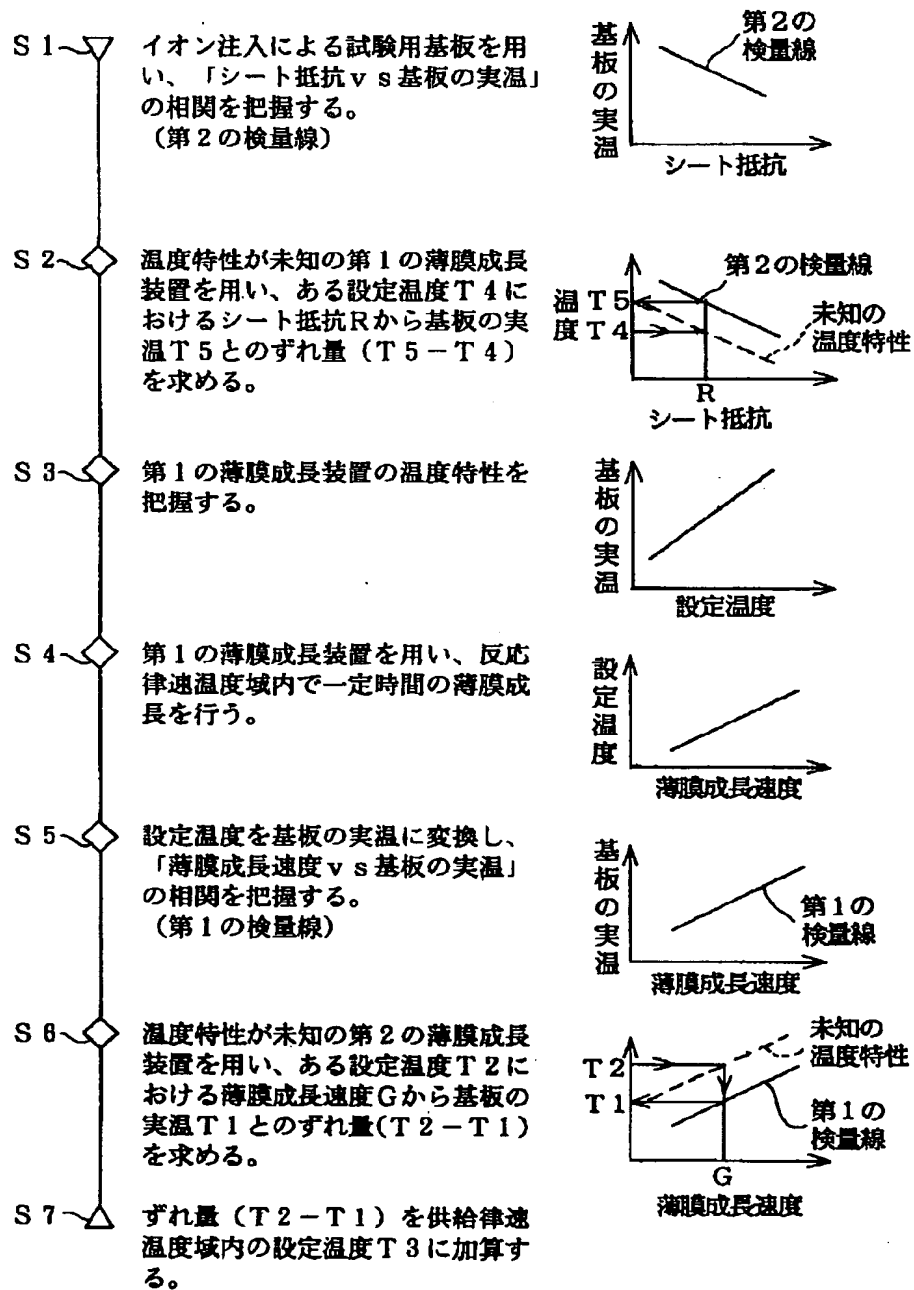 S1 イオン注入による試験用基板を用
い、「シート抵抗vs基板の実温」
の相関を把握する。
(第2の検量線)
基板の実温
第2の
検量線
シート抵抗
S2 温度特性が未知の第1の薄膜成長
装置を用い、ある設定温度T4に
おけるシート抵抗Rから基板の実
温T5とのずれ量(T5-T4)
を求める。
温度
T5
T4
第2の検量線
未知の
温度特性
R
シート抵抗
S3 第1の薄膜成長装置の温度特性を
把握する。
基板の実温
設定温度
S4 第1の薄膜成長装置を用い、反応
律速温度域内で一定時間の薄膜成
長を行う。
設定温度
薄膜成長速度
S5 設定温度を基板の実温に変換し、
「薄膜成長速度vs基板の実温」
の相関を把握する。
(第1の検量線)
基板の実温
第1の
検量線
薄膜成長速度
S6 温度特性が未知の第2の薄膜成長
装置を用い、ある設定温度T2に
おける薄膜成長速度Gから基板の
実温T1とのずれ量(T2-T1)
を求める。
T2
T1
未知の
温度特性
第1の
検量線
G
薄膜成長速度
S7 ずれ量(T2-T1)を供給律速
温度域内の設定温度T3に加算す
る。